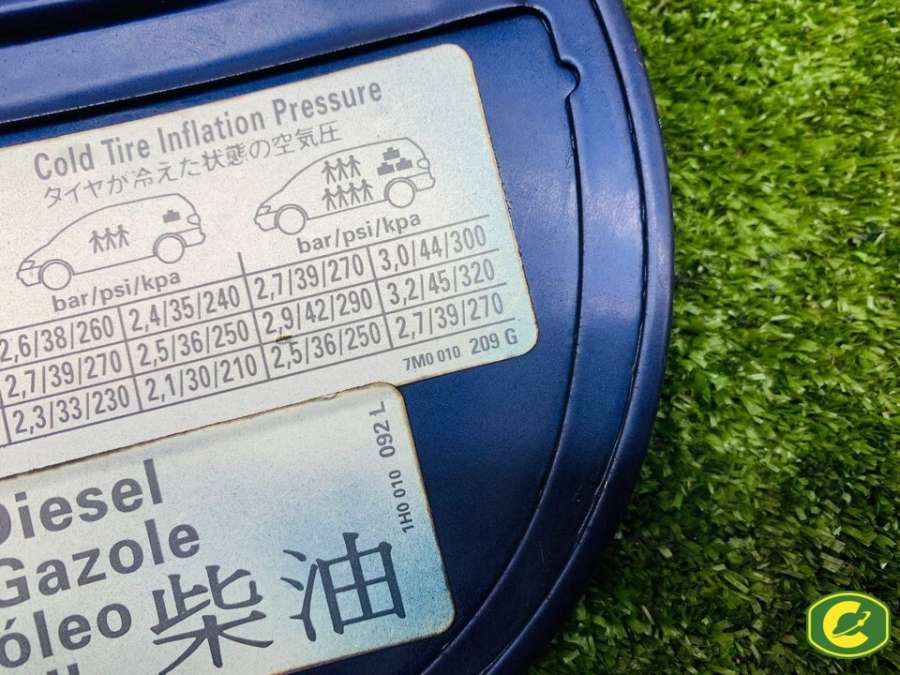 Cold Tire Inflation Pressure
タイヤが冷えた状態の空気圧
bar/psi/kpa
bar/psi/kpa
2,6/38/260 2,4/35/240 2,7/39/270 3,0/44/300
2,7/39/270 2,5/36/250 2,9/42/290 3,2/45/320
2,3/33/230 2,1/30/210 2,5/36/250 2,7/39/270
7M0 010 209 G
1H0 010 092 L
Diesel
Gazole
óleo 柴油